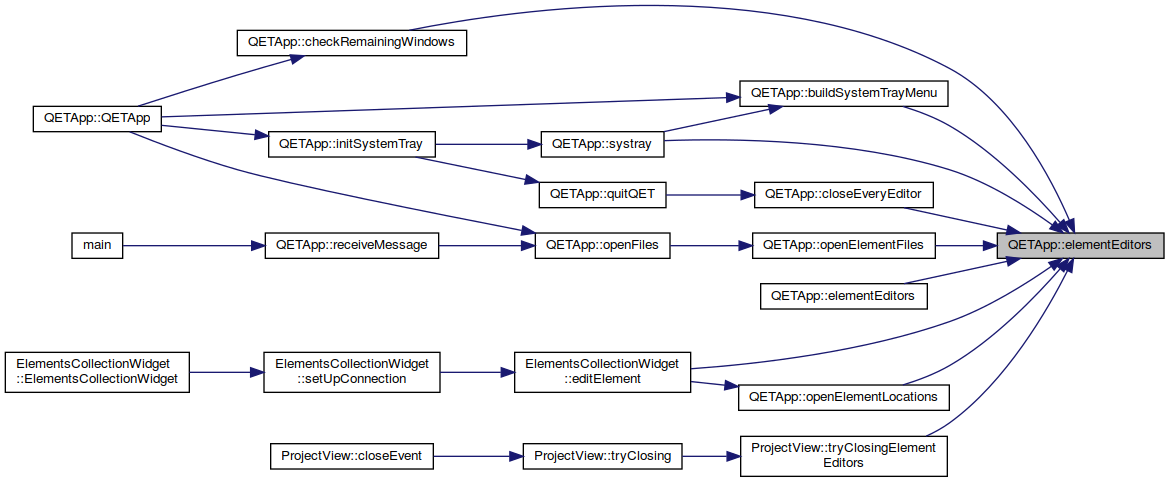 QETApp::checkRemainingWindows
QETApp::buildSystemTrayMenu
QETApp::QETApp
QETApp::initSystemTray
QETApp::systray
QETApp::quitQET
QETApp::closeEveryEditor
main
QETApp::receiveMessage
QETApp::openFiles
QETApp::openElementFiles
QETApp::elementEditors
QETApp::elementEditors
ElementsCollectionWidget
::ElementsCollectionWidget
ElementsCollectionWidget
::setUpConnection
ElementsCollectionWidget
::editElement
QETApp::openElementLocations
ProjectView::closeEvent
ProjectView::tryClosing
ProjectView::tryClosingElement
Editors